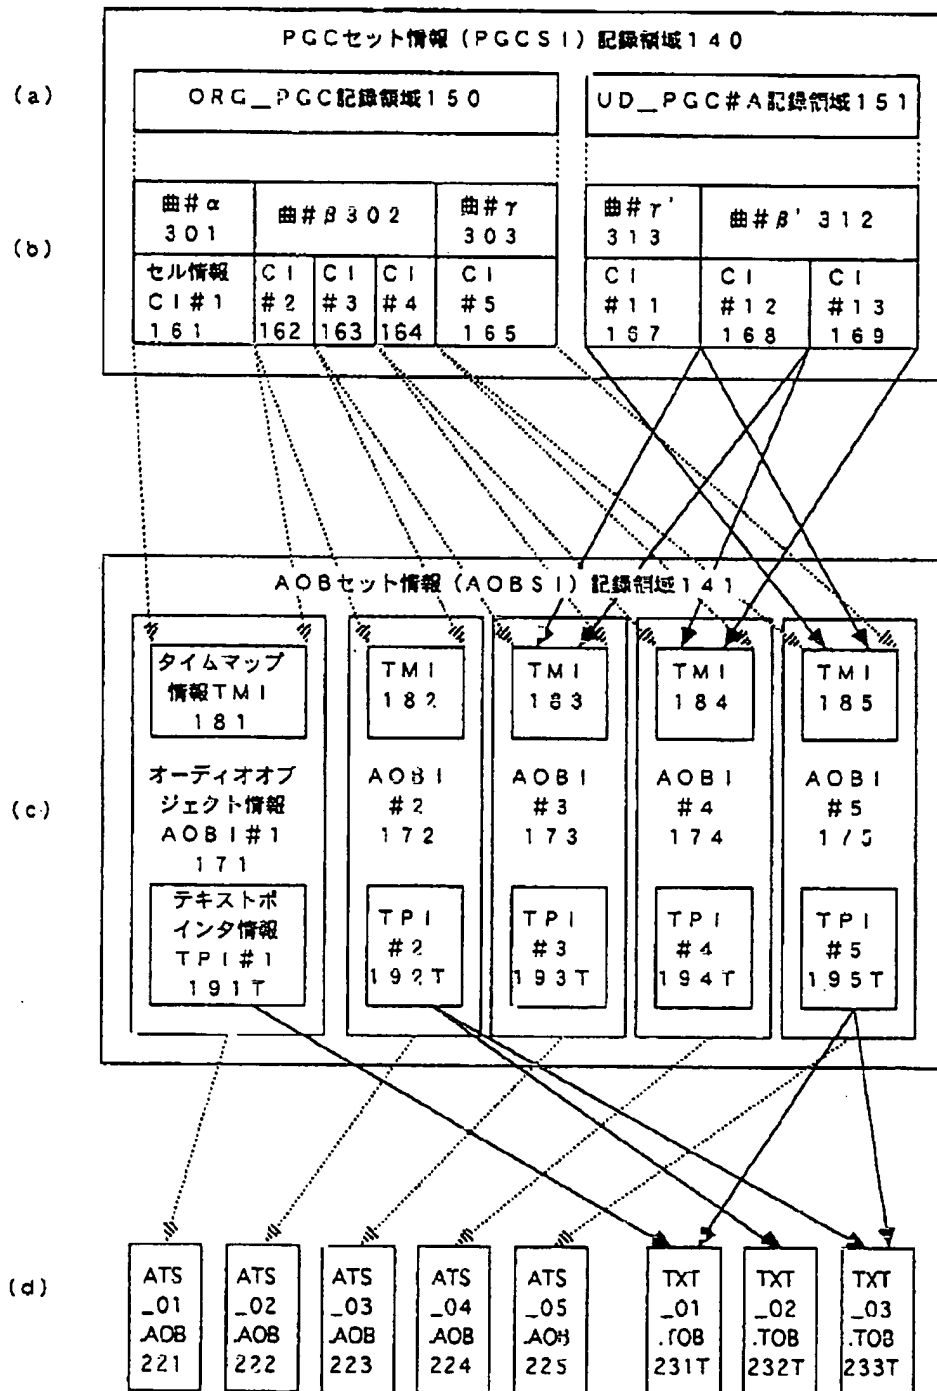 PGCセット情報(PGCSI)記録領域140
(a)
ORG_PGC記録領域150
UD_PGC#A記録領域151
(b)
曲#α
301
曲#β302
曲#γ
303
曲#γ'
313
曲#β'312
セル情報
CI#1
161
CI
#2
162
CI
#3
163
CI
#4
164
CI
#5
165
CI
#11
167
CI
#12
168
CI
#13
169
AOBセット情報(AOBSI)記録領域141
(c)
タイムマップ
情報TMI
181
TMI
182
TMI
183
TMI
184
TMI
185
オーディオオブ
ジェクト情報
AOBI#1
171
AOBI
#2
172
AOBI
#3
173
AOBI
#4
174
AOBI
#5
175
テキストポ
インタ情報
TPI#1
191T
TPI
#2
192T
TPI
#3
193T
TPI
#4
194T
TPI
#5
195T
(d)
ATS
_01
.AOB
221
ATS
_02
.AOB
222
ATS
_03
.AOB
223
ATS
_04
.AOB
224
ATS
_05
.AOB
225
TXT
_01
.TOB
231T
TXT
_02
.TOB
232T
TXT
_03
.TOB
233T